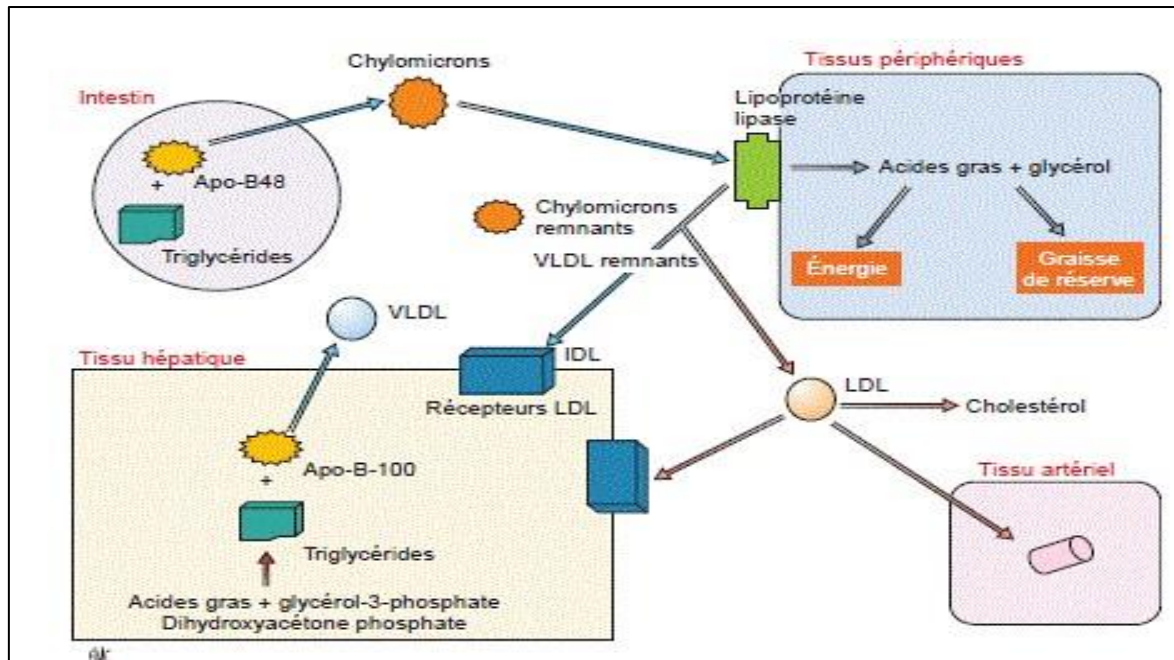 Chylomicrons
Tissus périphériques
Intestin
Lipoprotéine
lipase
Apo-B48
+
Triglycérides
Acides gras + glycérol
Énergie
Graisse
de réserve
Chylomicrons
remnants
VLDL remnants
VLDL
Tissu hépatique
IDL
Récepteurs LDL
LDL
Cholestérol
Apo-B-100
+
Triglycérides
Acides gras + glycérol-3-phosphate
Dihydroxyacétone phosphate
Tissu artériel